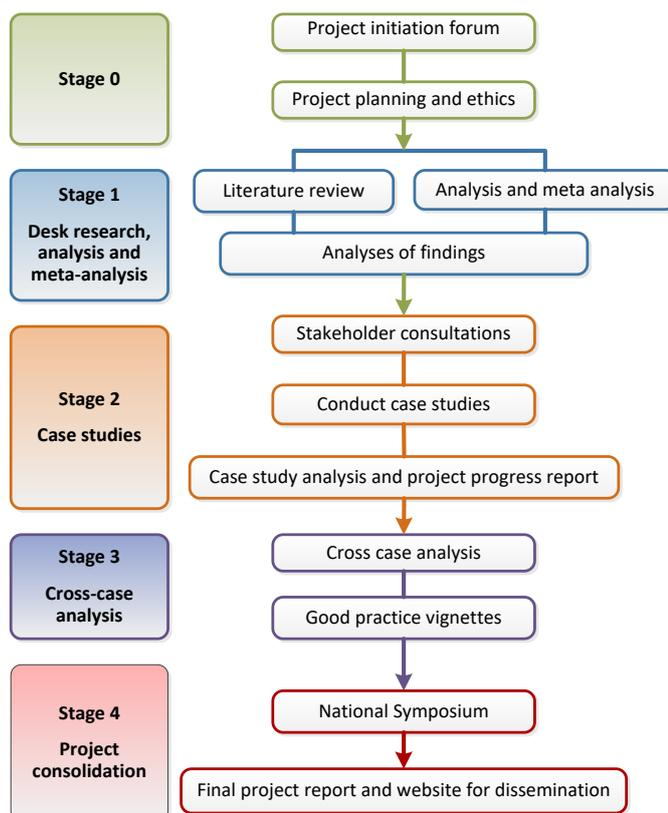 Project initiation forum
Stage 0
Project planning and ethics
Stage 1
Desk research,
analysis and
meta-analysis
Literature review
Analysis and meta analysis
Analyses of findings
Stakeholder consultations
Stage 2
Case studies
Conduct case studies
Case study analysis and project progress report
Stage 3
Cross-case
analysis
Cross case analysis
Good practice vignettes
Stage 4
Project
consolidation
National Symposium
Final project report and website for dissemination